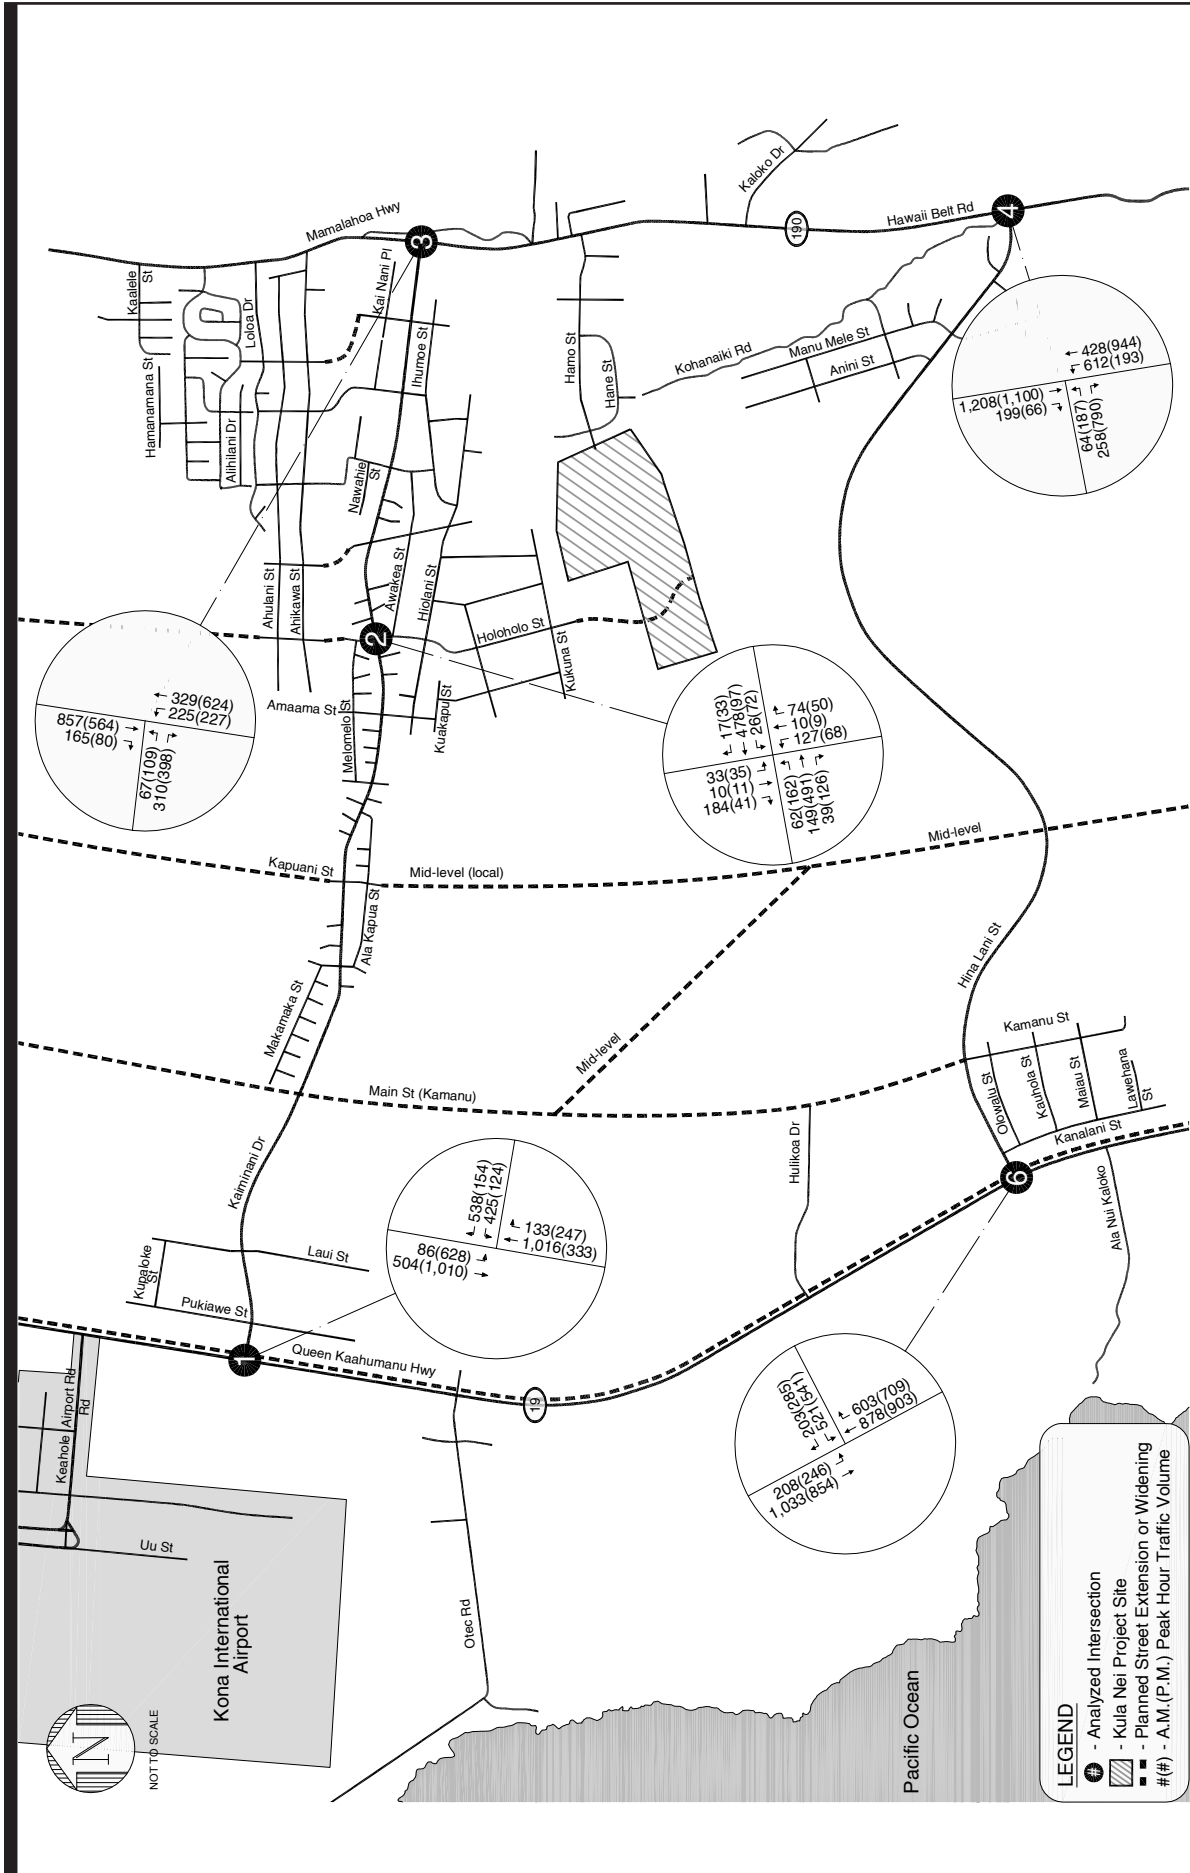 Mamalahoa Hwy
Kaalele
St
Kai Nani Pl
Loloa Dr
Hamanamana St
Alihilani Dr
Ihumoe St
Nawahie
St
Kaloko Dr
190
Hawaii Belt Rd
3
4
Hamo St
Hane St
Kohanaiki Rd
Manu Mele St
Anini St
428(944)
612(193)
1,208(1,100)
199(66)
64(187)
258(790)
Ahulani St
Ahikawa St
Awakea St
Hiolani St
Holoholo St
Kukuna St
2
Amaama St
Melomelo St
Kuakapu St
329(624)
225(227)
857(564)
165(80)
67(109)
310(398)
17(33)
478(97)
26(72)
74(50)
10(9)
127(68)
33(35)
10(11)
184(41)
62(162)
149(491)
39(126)
Kapuani St
Mid-level (local)
Mid-level
Ala Kapua St
Makamaka St
Hina Lani St
Mid-level
Main St (Kamanu)
Kamanu St
Olowalu St
Kauhola St
Maiau St
Lawehana
St
Kanalani St
Kaiminani Dr
Hulikoa Dr
6
Ala Nui Kaloko
Kupaloke
St
Laui St
Pukiawe St
1
Queen Kaahumanu Hwy
19
538(154)
425(124)
133(247)
1,016(333)
86(628)
504(1,010)
203(285)
521(541)
603(709)
878(903)
208(246)
1,033(854)
Keahole Airport Rd
Rd
Uu St
Kona International
Airport
Otec Rd
Pacific Ocean
N
NOT TO SCALE
LEGEND
# - Analyzed Intersection
- Kula Nei Project Site
- Planned Street Extension or Widening
#(#) - A.M.(P.M.) Peak Hour Traffic Volume